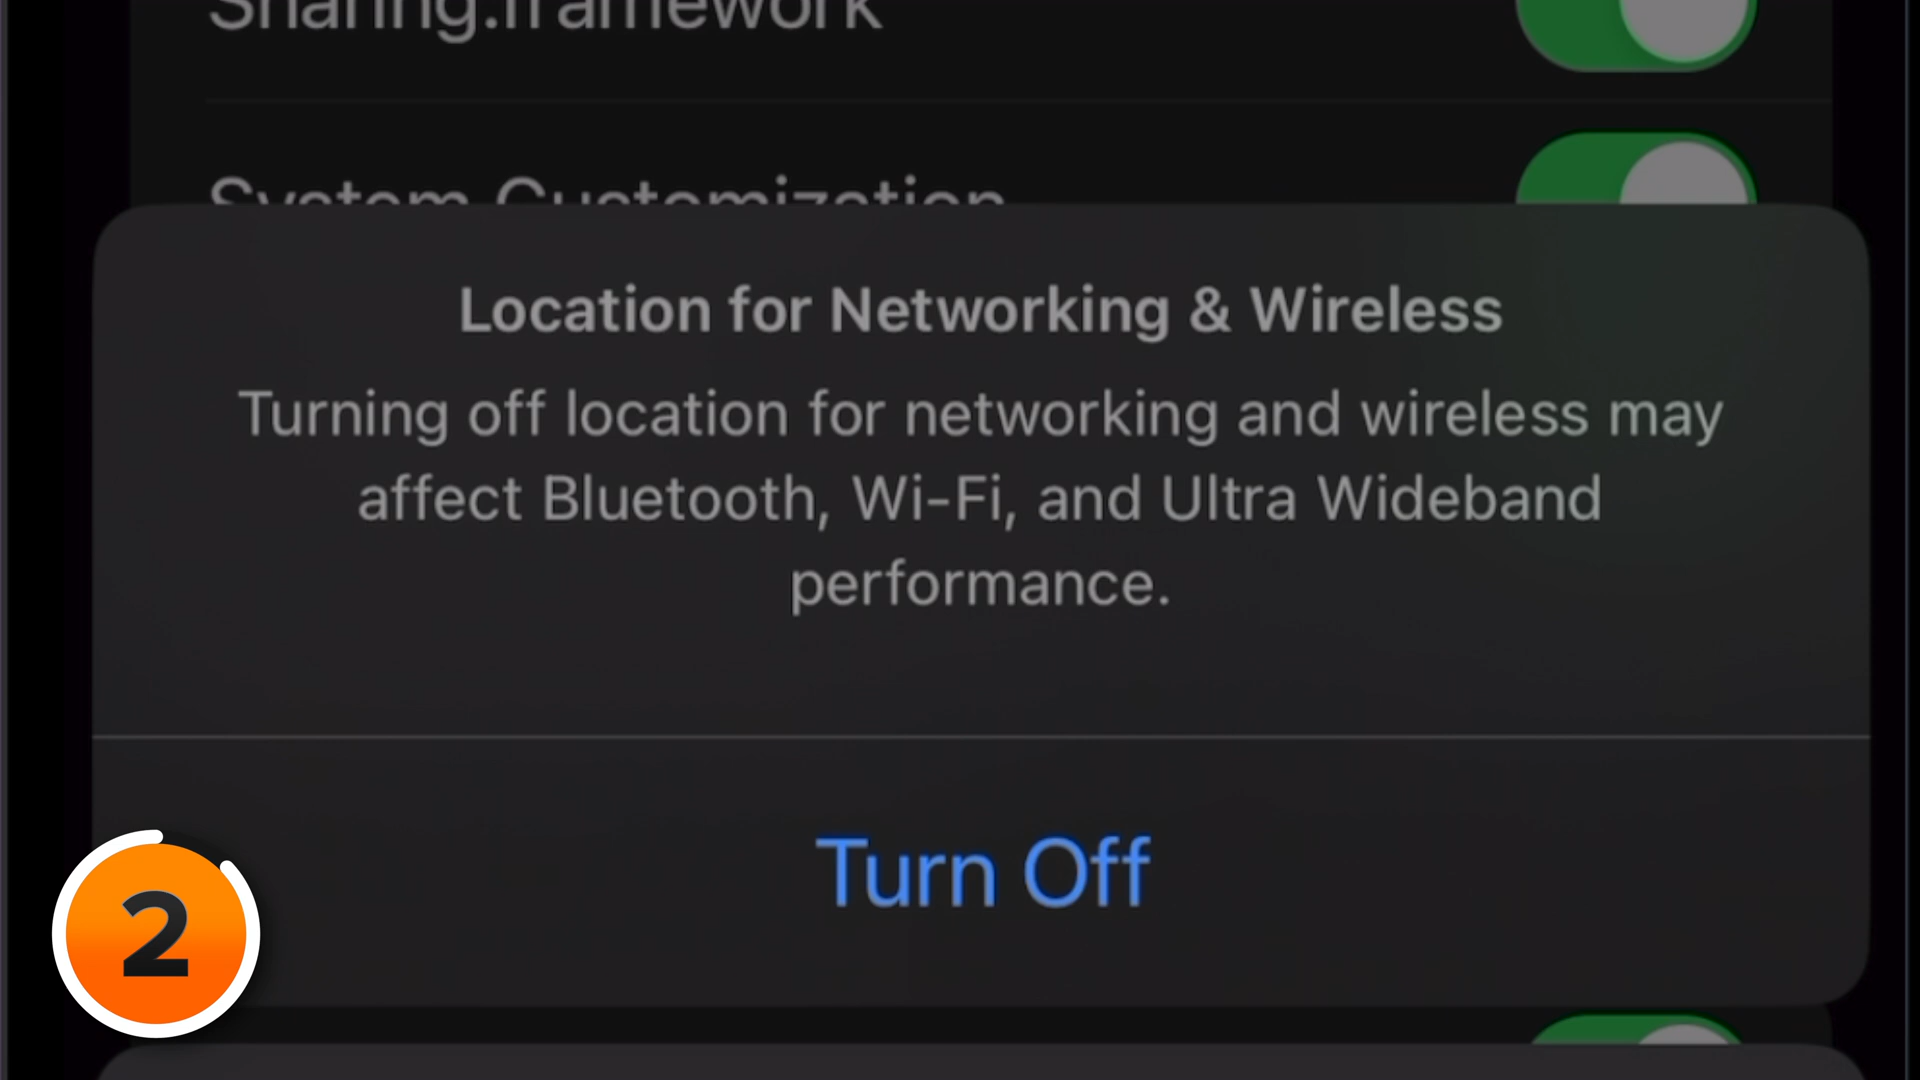 Sharing.framework
System Customization
Location for Networking & Wireless
Turning off location for networking and wireless may
affect Bluetooth, Wi-Fi, and Ultra Wideband
performance.
Turn Off
2